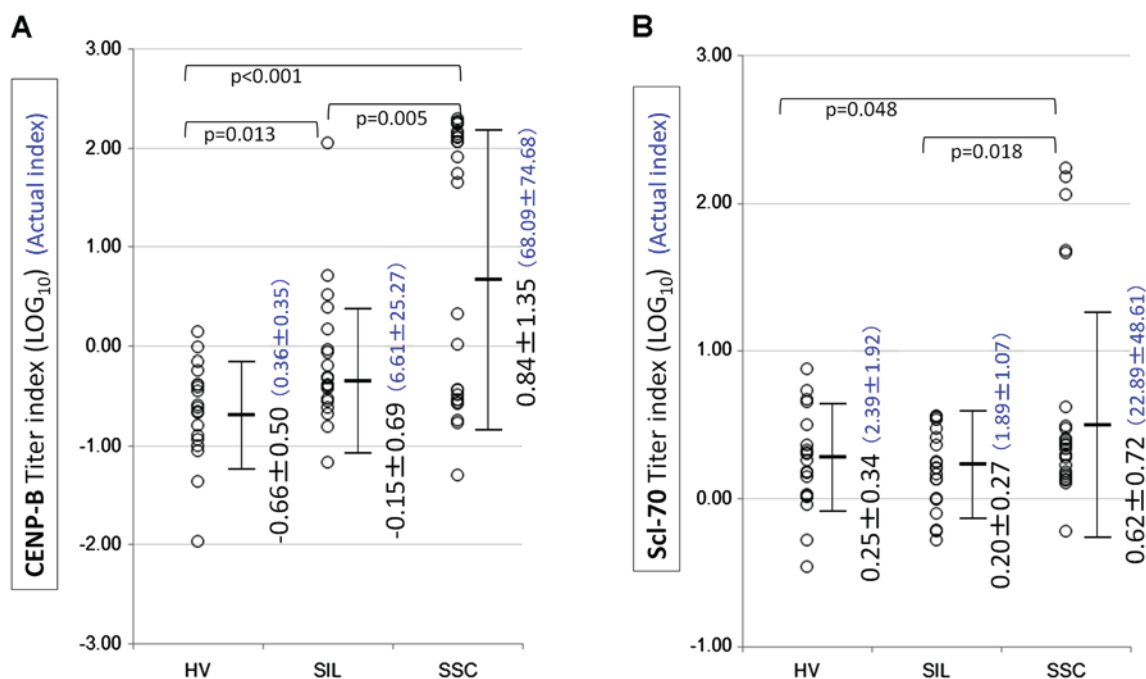 A
CENP-B Titer index (LOG10) (Actual index)
3.00
2.00
1.00
0.00
-1.00
-2.00
-3.00
p<0.001
p=0.013
p=0.005
-0.66±0.50 (0.36±0.35)
-0.15±0.69 (6.61±25.27)
0.84±1.35 (68.09±74.68)
HV
SIL
SSC
B
Scl-70 Titer index (LOG10) (Actual index)
3.00
2.00
1.00
0.00
-1.00
p=0.048
p=0.018
0.25±0.34 (2.39±1.92)
0.20±0.27 (1.89±1.07)
0.62±0.72 (22.89±48.61)
HV
SIL
SSC